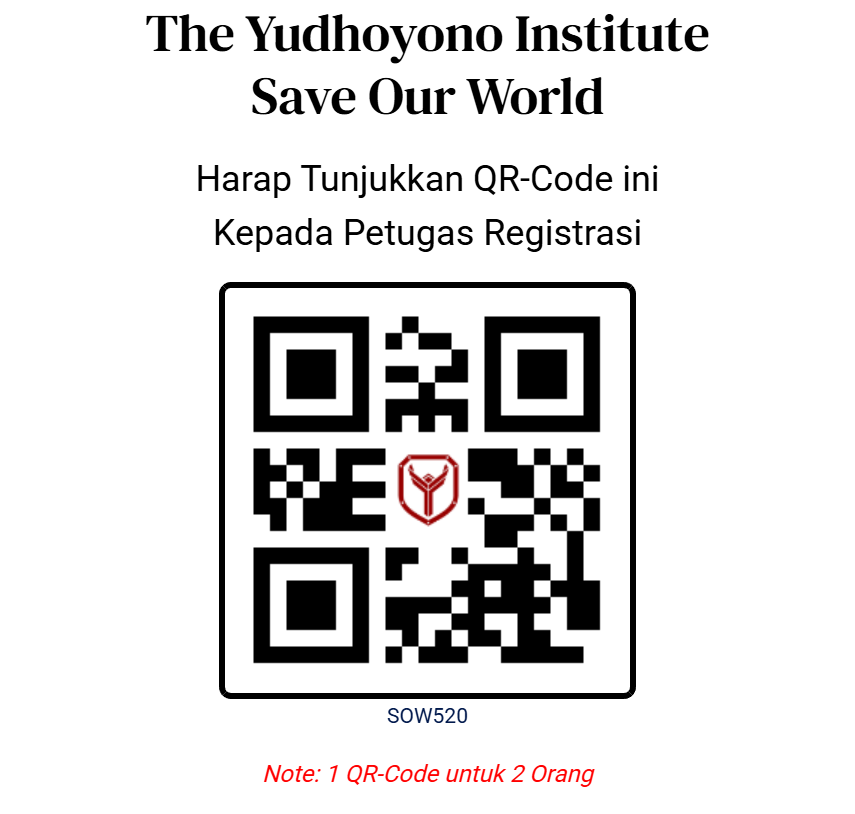 The Yudhoyono Institute
Save Our World
Harap Tunjukkan QR-Code ini
Kepada Petugas Registrasi
SOW520
Note: 1 QR-Code untuk 2 Orang